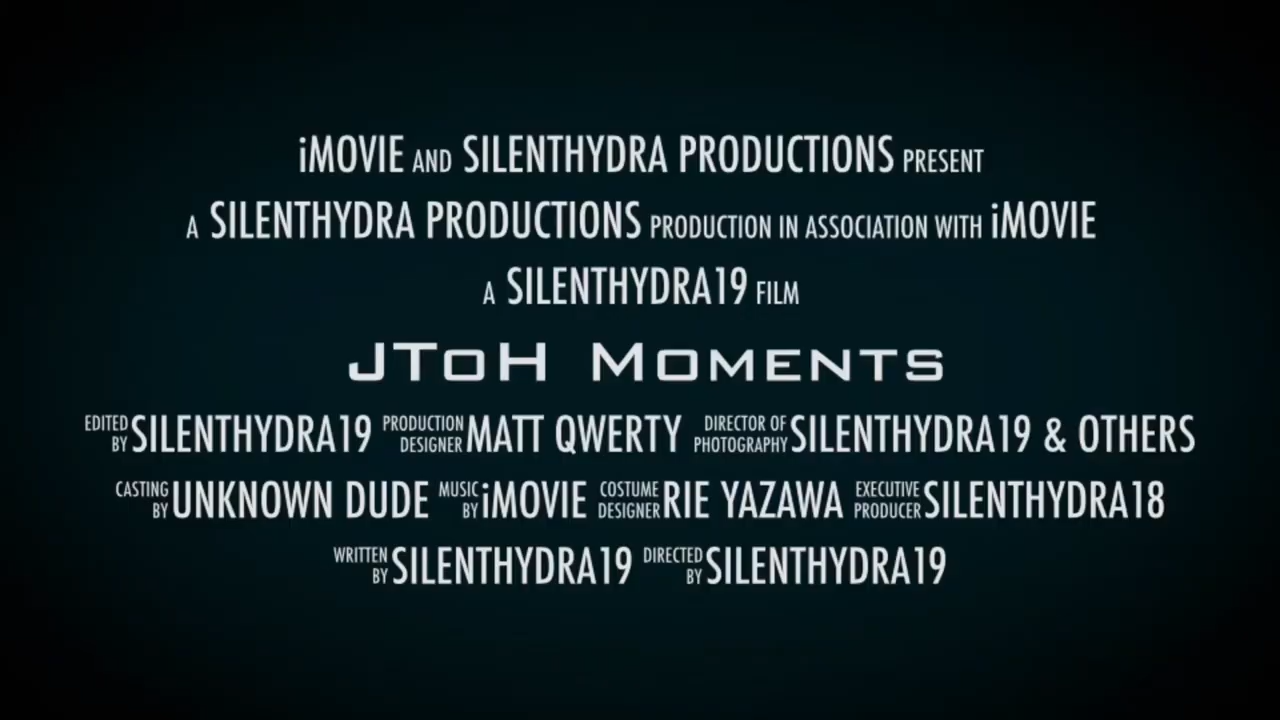 iMOVIE AND SILENTHYDRA PRODUCTIONS PRESENT
A SILENTHYDRA PRODUCTIONS PRODUCTION IN ASSOCIATION WITH iMOVIE
A SILENTHYDRA19 FILM
JToH Moments
EDITED BY SILENTHYDRA19 PRODUCTION DESIGNER MATT QWERTY DIRECTOR OF PHOTOGRAPHY SILENTHYDRA19 & OTHERS
CASTING BY UNKNOWN DUDE MUSIC BY iMOVIE COSTUME DESIGNER RIE YAZAWA EXECUTIVE PRODUCER SILENTHYDRA18
WRITTEN BY SILENTHYDRA19 DIRECTED BY SILENTHYDRA19